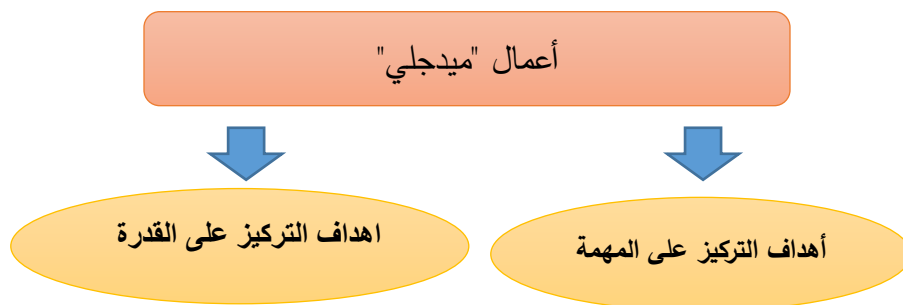 أعمال "ميدجلي"
أهداف التركيز على المهمة
اهداف التركيز على القدرة